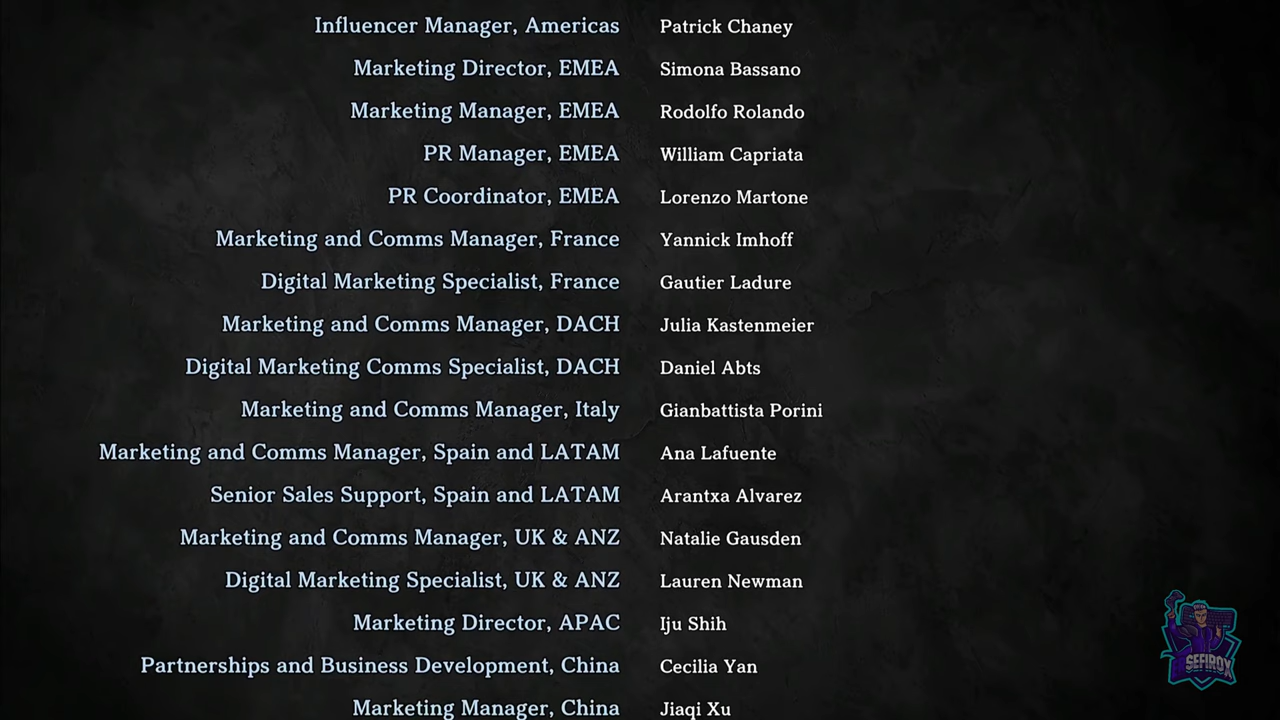 Influencer Manager, Americas Patrick Chaney
Marketing Director, EMEA Simona Bassano
Marketing Manager, EMEA Rodolfo Rolando
PR Manager, EMEA William Capriata
PR Coordinator, EMEA Lorenzo Martone
Marketing and Comms Manager, France Yannick Imhoff
Digital Marketing Specialist, France Gautier Ladure
Marketing and Comms Manager, DACH Julia Kastenmeier
Digital Marketing Comms Specialist, DACH Daniel Abts
Marketing and Comms Manager, Italy Gianbattista Porini
Marketing and Comms Manager, Spain and LATAM Ana Lafuente
Senior Sales Support, Spain and LATAM Arantxa Alvarez
Marketing and Comms Manager, UK & ANZ Natalie Gausden
Digital Marketing Specialist, UK & ANZ Lauren Newman
Marketing Director, APAC Iju Shih
Partnerships and Business Development, China Cecilia Yan
SEFIROX
Marketing Manager, China Jiaqi Xu